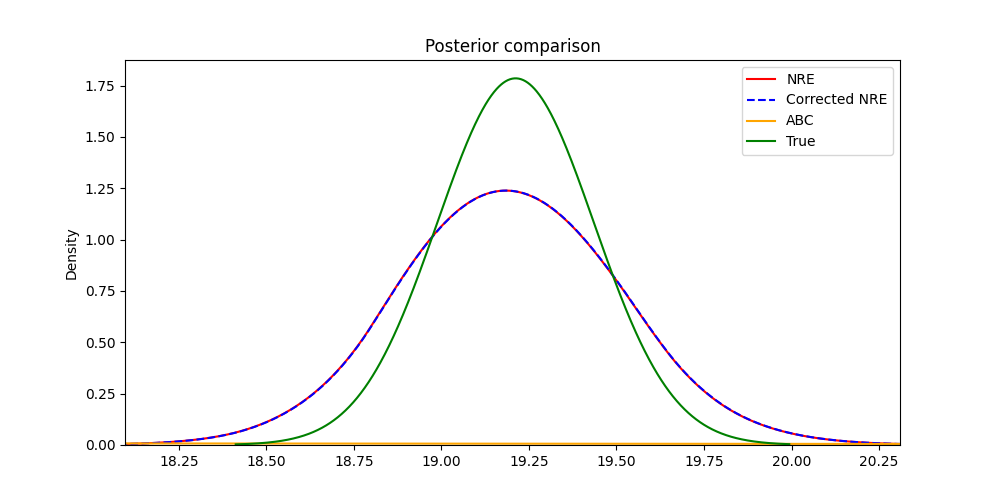 Posterior comparison
NRE
Corrected NRE
ABC
True
Density
1.75
1.50
1.25
1.00
0.75
0.50
0.25
0.00
18.25 18.50 18.75 19.00 19.25 19.50 19.75 20.00 20.25